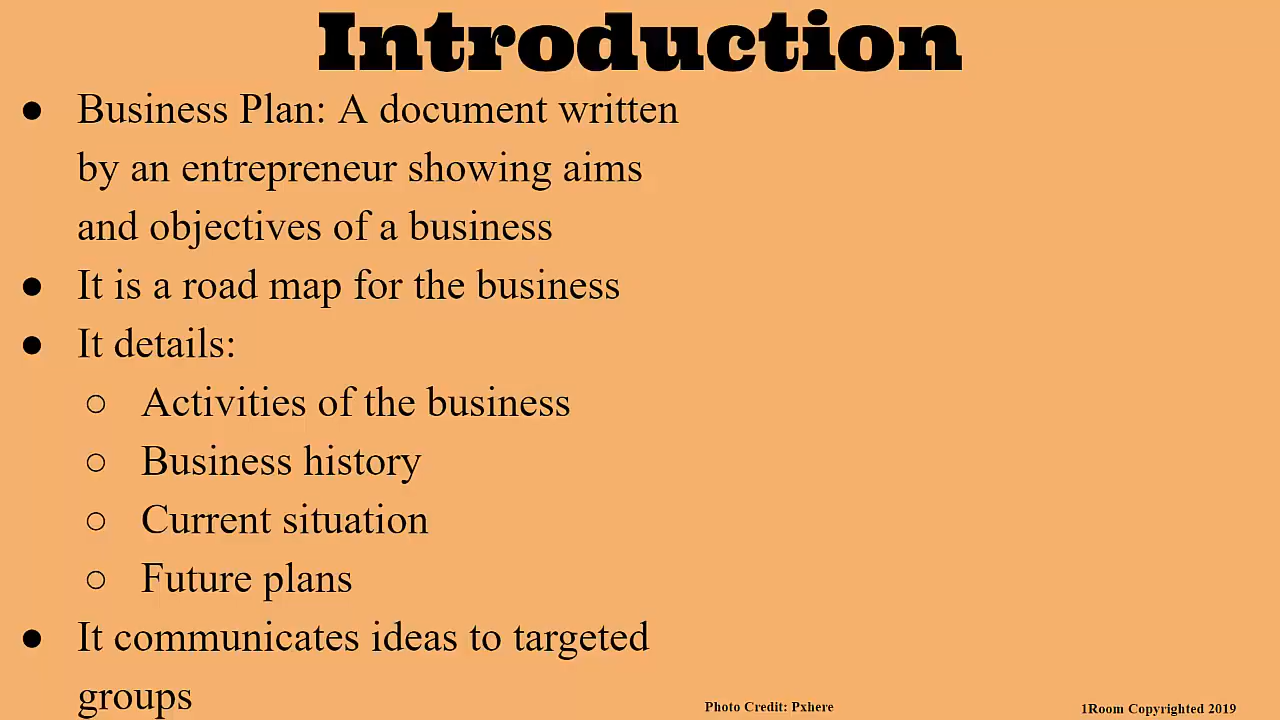 Introduction
● Business Plan: A document written
by an entrepreneur showing aims
and objectives of a business
● It is a road map for the business
● It details:
○ Activities of the business
○ Business history
○ Current situation
○ Future plans
● It communicates ideas to targeted
groups
Photo Credit: Pxhere
1Room Copyrighted 2019